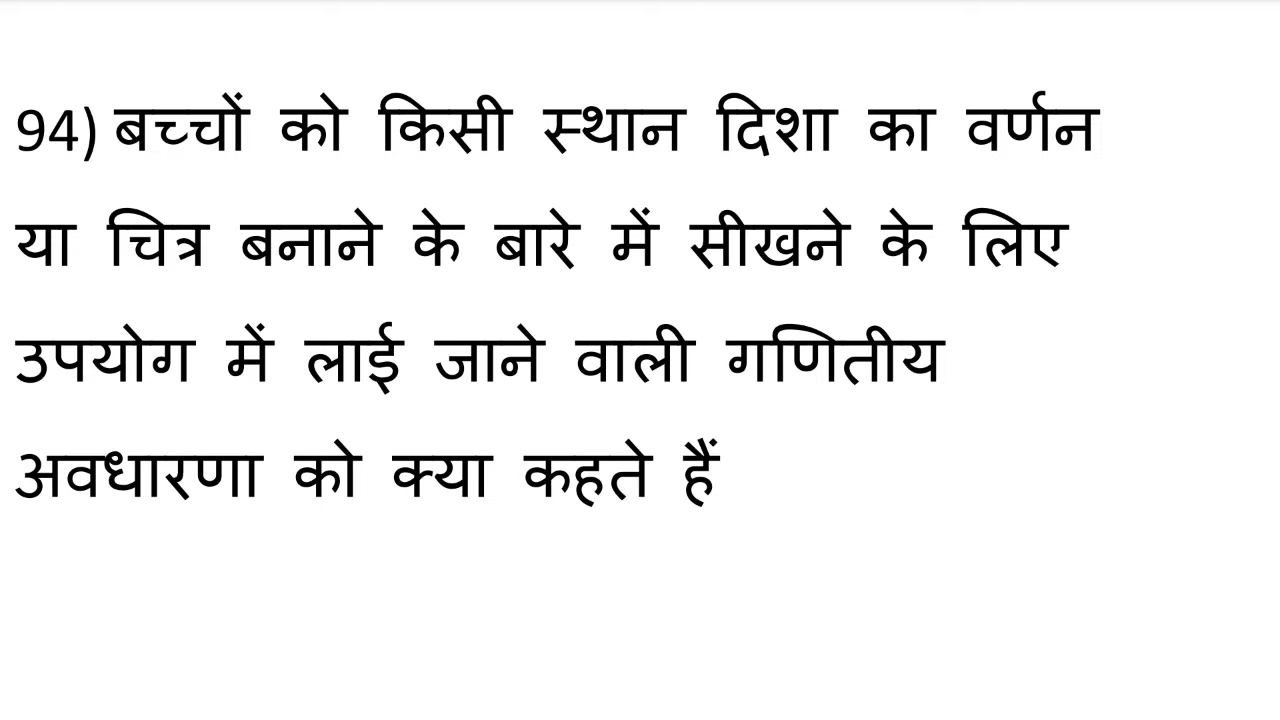 94) बच्चों को किसी स्थान दिशा का वर्णन
या चित्र बनाने के बारे में सीखने के लिए
उपयोग में लाई जाने वाली गणितीय
अवधारणा को क्या कहते हैं